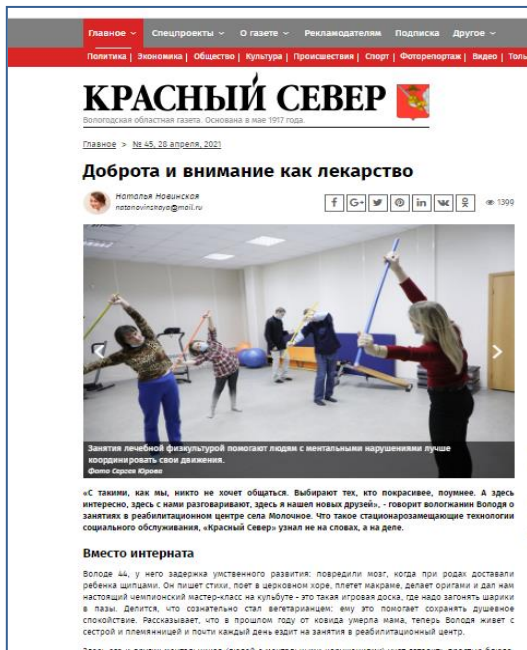 Главное Спецпроекты О газете Рекламодателям Подписка Другое
Политика | Экономика | Общество | Культура | Происшествия | Спорт | Фоторепортаж | Видео | Толь
КРАСНЫЙ СЕВЕР
Вологодская областная газета. Основана в мае 1917 года.
Главное > № 45, 28 апреля, 2021
Доброта и внимание как лекарство
Наталья Новинская
natanovinskaya@mail.ru
1399
Занятия лечебной физкультурой помогают людям с ментальными нарушениями лучше
координировать свои движения.
Фото Сергея Юрова
«С такими, как мы, никто не хочет общаться. Выбирают тех, кто покрасивее, поумнее. А здесь
интересно, здесь с нами разговаривают, здесь я нашел новых друзей», - говорит вологжанин Володя о
занятиях в реабилитационном центре села Молочное. Что такое стационарозамещающие технологии
социального обслуживания, «Красный Север» узнал не на словах, а на деле.
Вместо интерната
Володе 44, у него задержка умственного развития: повредили мозг, когда при родах доставали
ребенка щипцами. Он пишет стихи, поет в церковном хоре, плетет макраме, делает оригами и дал нам
настоящий чемпионский мастер-класс на кульбуте - это такая игровая доска, где надо загонять шарики
в пазы. Делится, что сознательно стал вегетарианцем: ему это помогает сохранять душевное
спокойствие. Рассказывает, что в прошлом году от ковида умерла мама, теперь Володя живет с
сестрой и племянницей и почти каждый день ездит на занятия в реабилитационный центр.